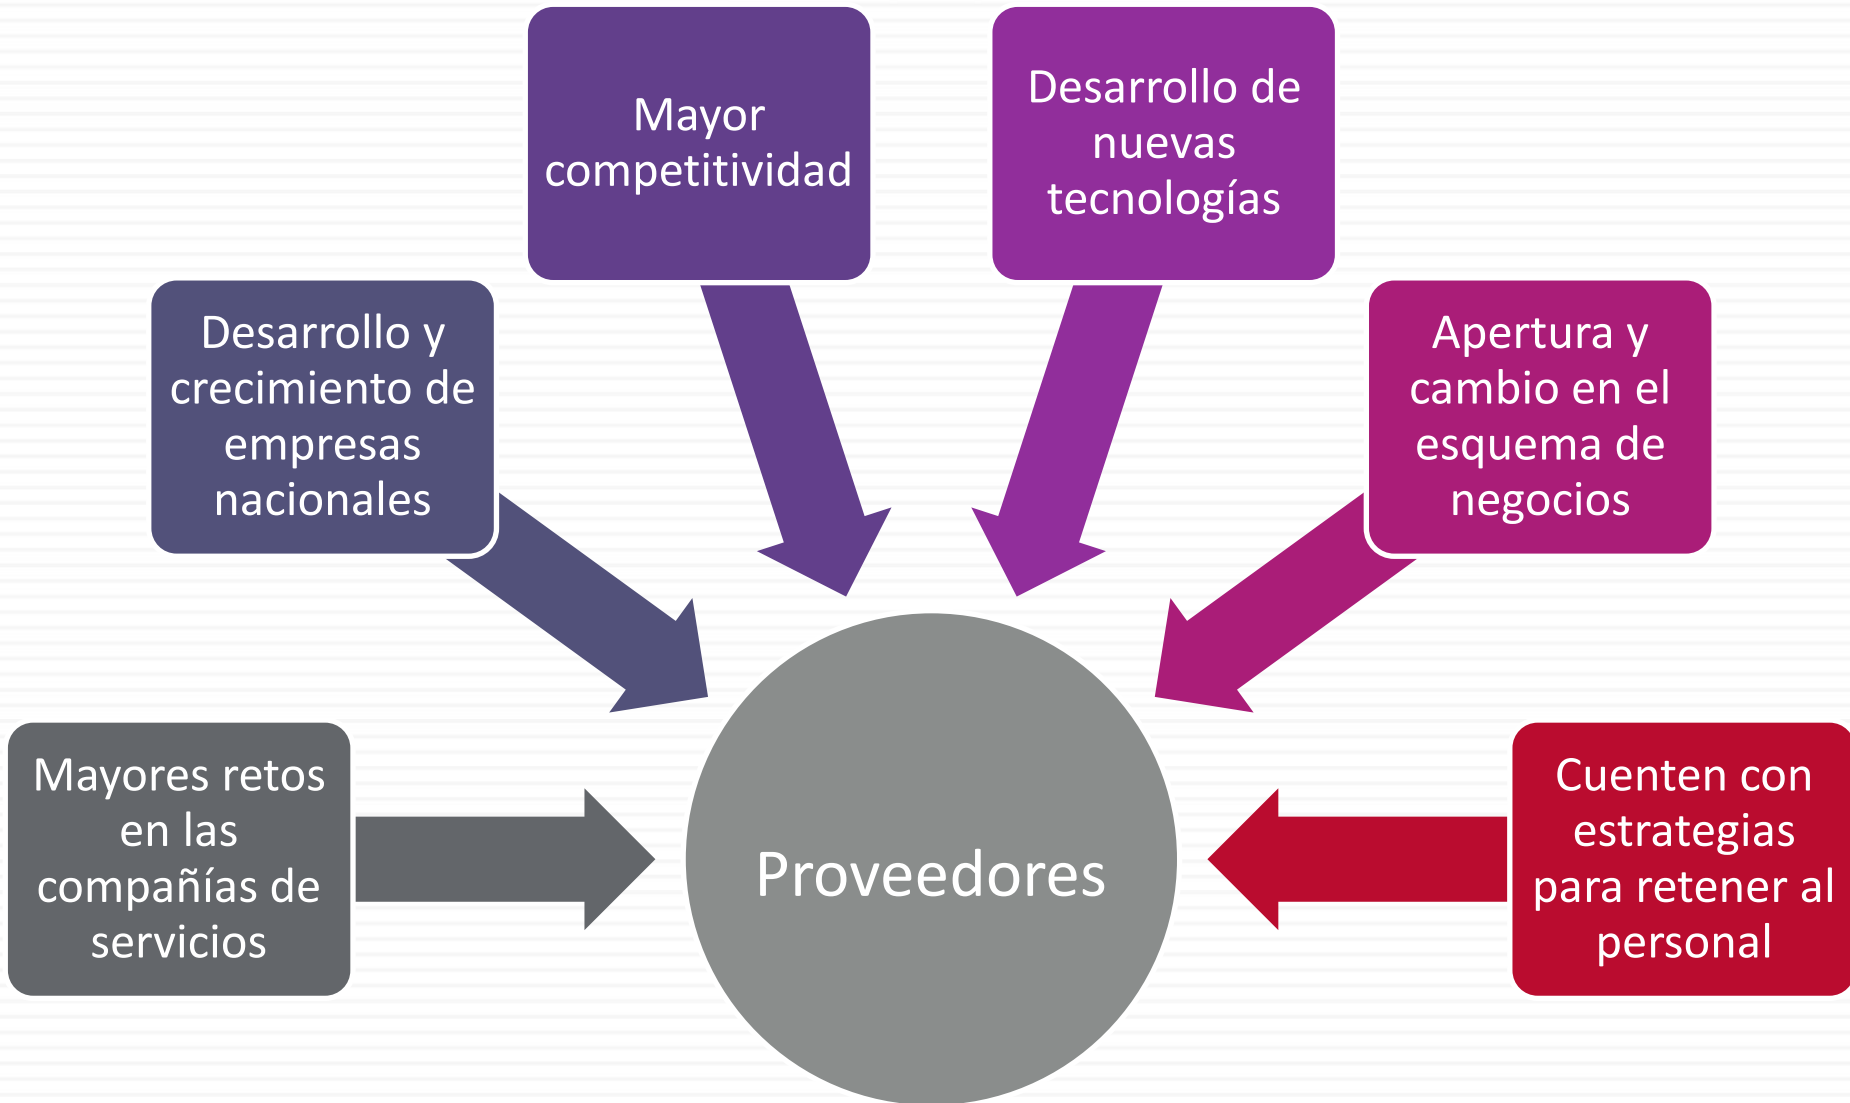 Mayores retos
en las
compañías de
servicios
Desarrollo y
crecimiento de
empresas
nacionales
Mayor
competitividad
Desarrollo de
nuevas
tecnologías
Apertura y
cambio en el
esquema de
negocios
Cuenten con
estrategias
para retener al
personal
Proveedores